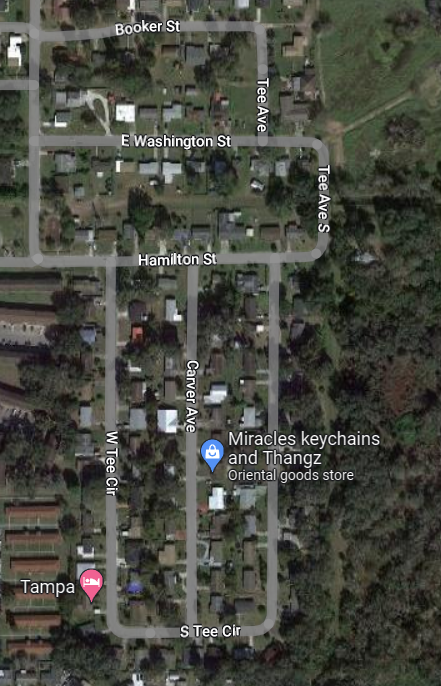 Booker St
Tee Ave
E Washington St
Tee Ave S
Hamilton St
Carver Ave
W Tee Cir
Miracles keychains
and Thangz
Oriental goods store
Tampa
S Tee Cir